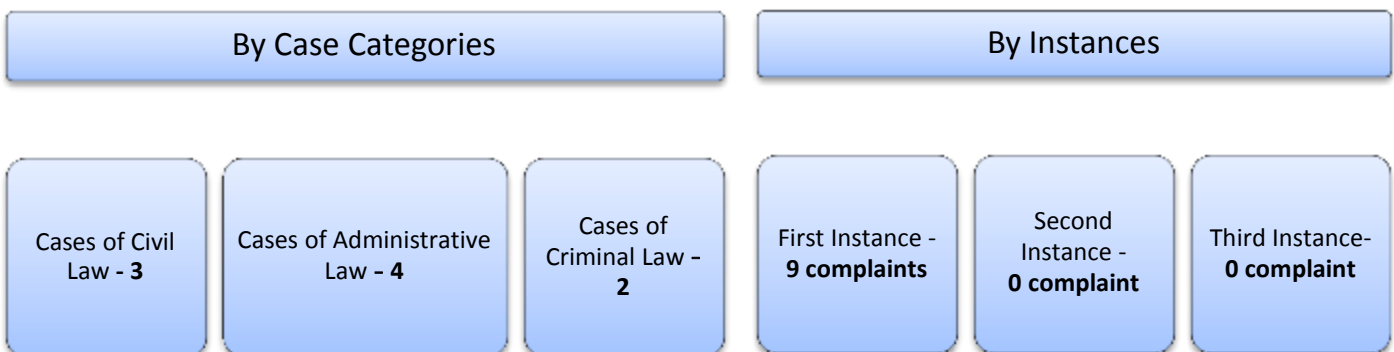 By Case Categories
By Instances
Cases of Civil
Law - 3
Cases of Administrative
Law – 4
Cases of
Criminal Law –
2
First Instance -
9 complaints
Second
Instance -
0 complaint
Third Instance-
0 complaint